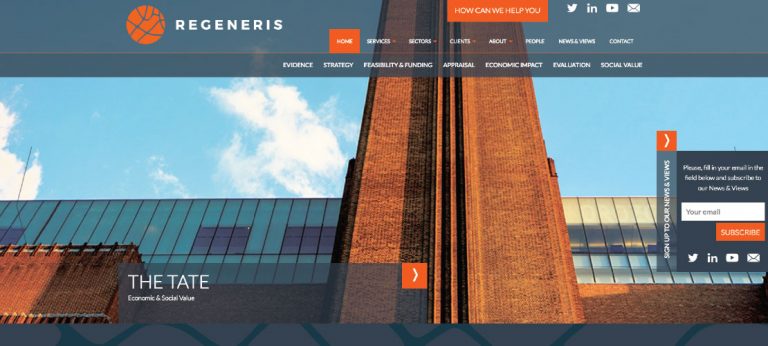 HOW CAN WE HELP YOU
REGENERIS
HOME SERVICES SECTORS CLIENTS ABOUT PEOPLE NEWS & VIEWS CONTACT
EVIDENCE STRATEGY FEASIBILITY & FUNDING APPRAISAL ECONOMIC IMPACT EVALUATION SOCIAL VALUE
SIGN UP TO OUR NEWS & VIEWS
Please, fill in your email in the
field below and subscribe to
our News & Views
Your email
SUBSCRIBE
THE TATE
Economic & Social Value